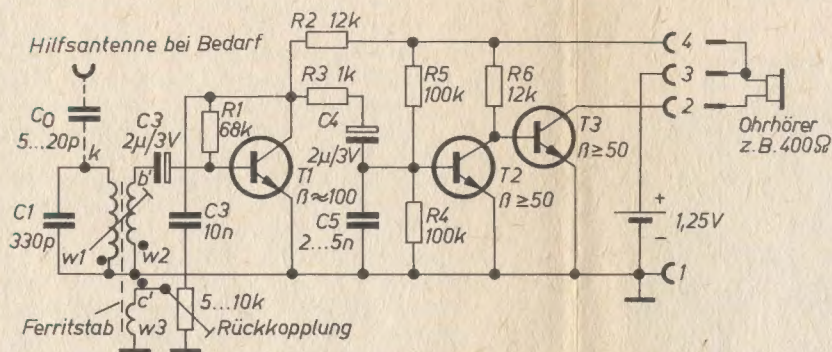 R2 12k
Hilfsantenne bei Bedarf
C0
5...20p
k
C3
2µ/3V
b'
R1
68k
R3 1k
C4
2µ/3V
R5
100k
R6
12k
4
3
2
Ohrhörer
z.B. 400Ω
T1
ß≈100
T2
ß≥50
T3
ß≥50
C1
330p
w1
w2
C3
10n
C5
2...5n
R4
100k
+
1,25V
–
1
c'
5...10k
Ferritstab
w3
Rückkopplung